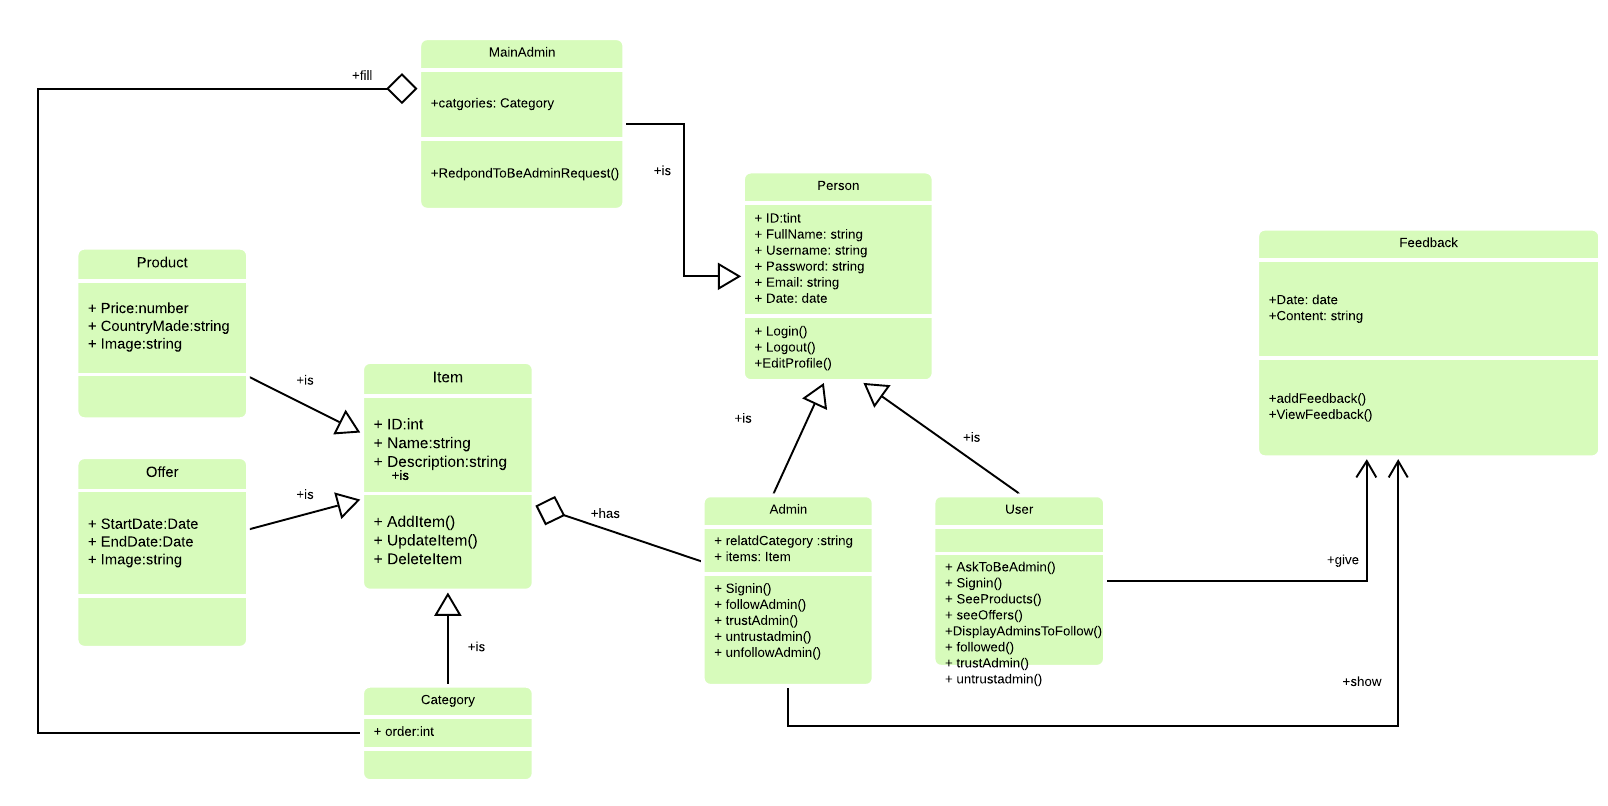 MainAdmin
+fill
+catgories: Category
+RedpondToBeAdminRequest()
+is
Person
+ ID:tint
+ FullName: string
+ Username: string
+ Password: string
+ Email: string
+ Date: date
+ Login()
+ Logout()
+EditProfile()
Feedback
+Date: date
+Content: string
+addFeedback()
+ViewFeedback()
Product
+ Price:number
+ CountryMade:string
+ Image:string
+is
Item
+ ID:int
+ Name:string
+ Description:string
+is
+ AddItem()
+ UpdateItem()
+ DeleteItem
Offer
+ StartDate:Date
+ EndDate:Date
+ Image:string
+is
+has
+is
+is
Admin
+ relatdCategory :string
+ items: Item
+ Signin()
+ followAdmin()
+ trustAdmin()
+ untrustadmin()
+ unfollowAdmin()
User
+ AskToBeAdmin()
+ Signin()
+ SeeProducts()
+ seeOffers()
+DisplayAdminsToFollow()
+ followed()
+ trustAdmin()
+ untrustadmin()
+give
+show
+is
Category
+ order:int